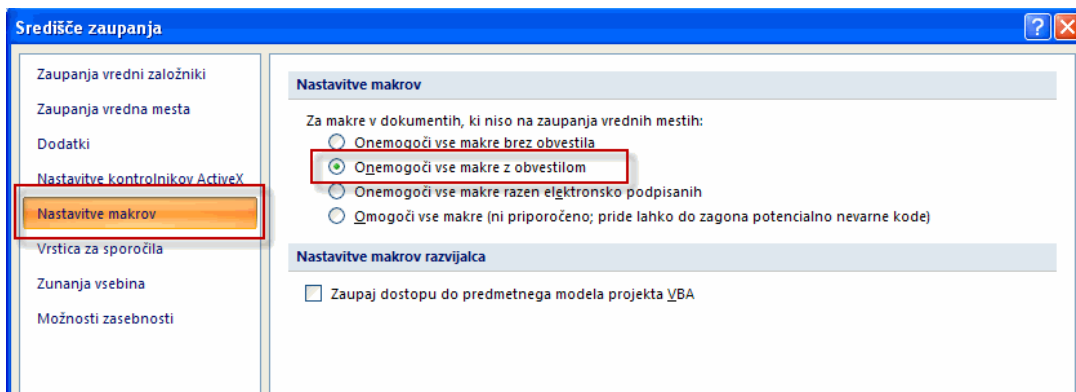 Središče zaupanja
Zaupanja vredni založniki
Zaupanja vredna mesta
Dodatki
Nastavitve kontrolnikov ActiveX
Nastavitve makrov
Vrstica za sporočila
Zunanja vsebina
Možnosti zasebnosti
Nastavitve makrov
Za makre v dokumentih, ki niso na zaupanja vrednih mestih:
Onemogoči vse makre brez obvestila
Onemogoči vse makre z obvestilom
Onemogoči vse makre razen elektronsko podpisanih
Omogoči vse makre (ni priporočeno; pride lahko do zagona potencialno nevarne kode)
Nastavitve makrov razvijalca
Zaupaj dostopu do predmetnega modela projekta VBA